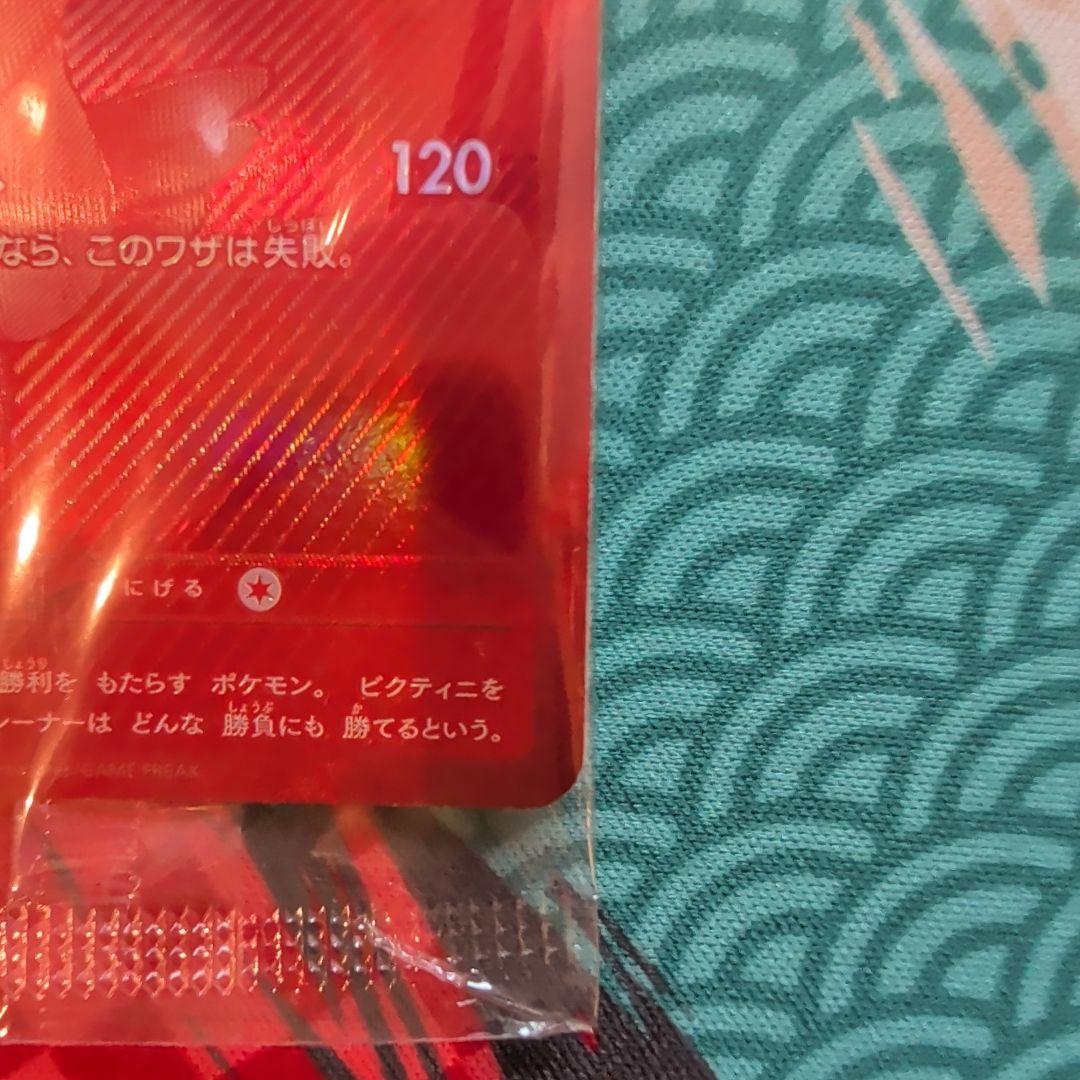 120
なら、このワザは失敗。
にげる
勝利を もたらす ポケモン。 ビクティニを
レーナーは どんな 勝負にも 勝てるという。
GAME FREAK